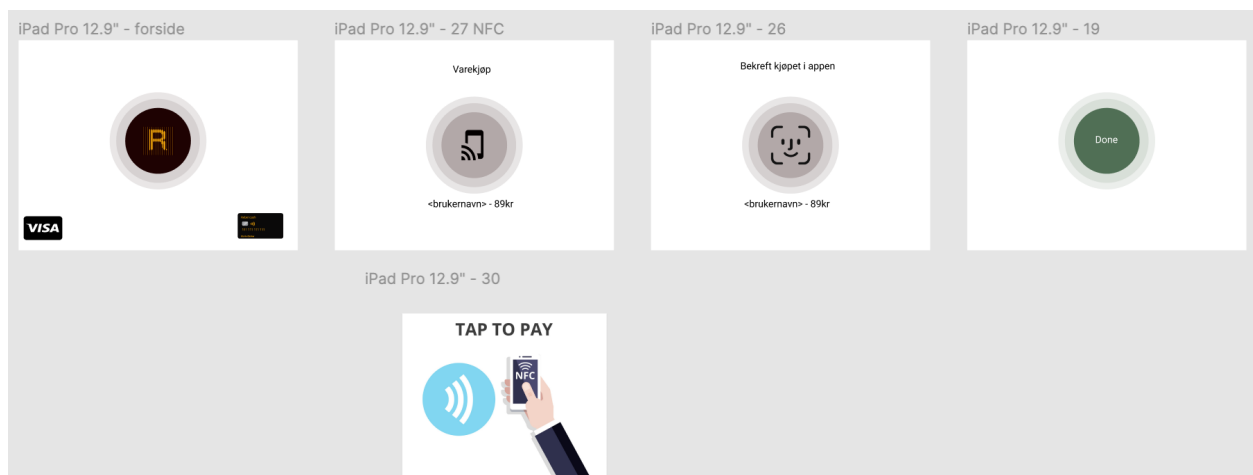 iPad Pro 12.9" - forside
iPad Pro 12.9" - 27 NFC
iPad Pro 12.9" - 26
iPad Pro 12.9" - 19
R
VISA
Varekjøp
<brukernavn> - 89kr
Bekreft kjøpet i appen
<brukernavn> - 89kr
Done
iPad Pro 12.9" - 30
TAP TO PAY
NFC